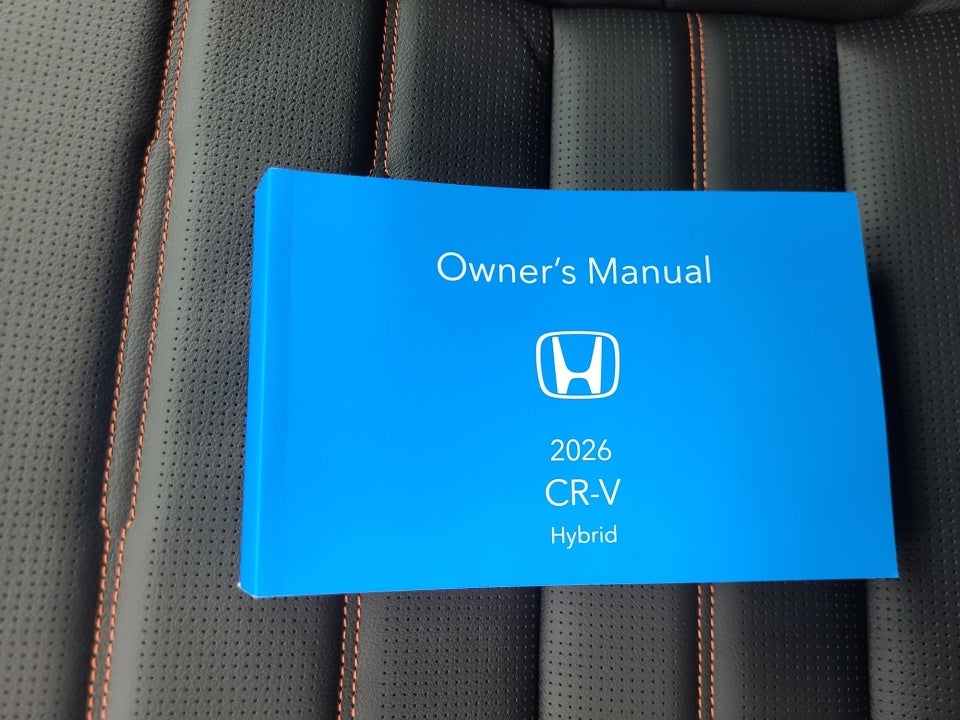 Owner's Manual
2026
CR-V
Hybrid